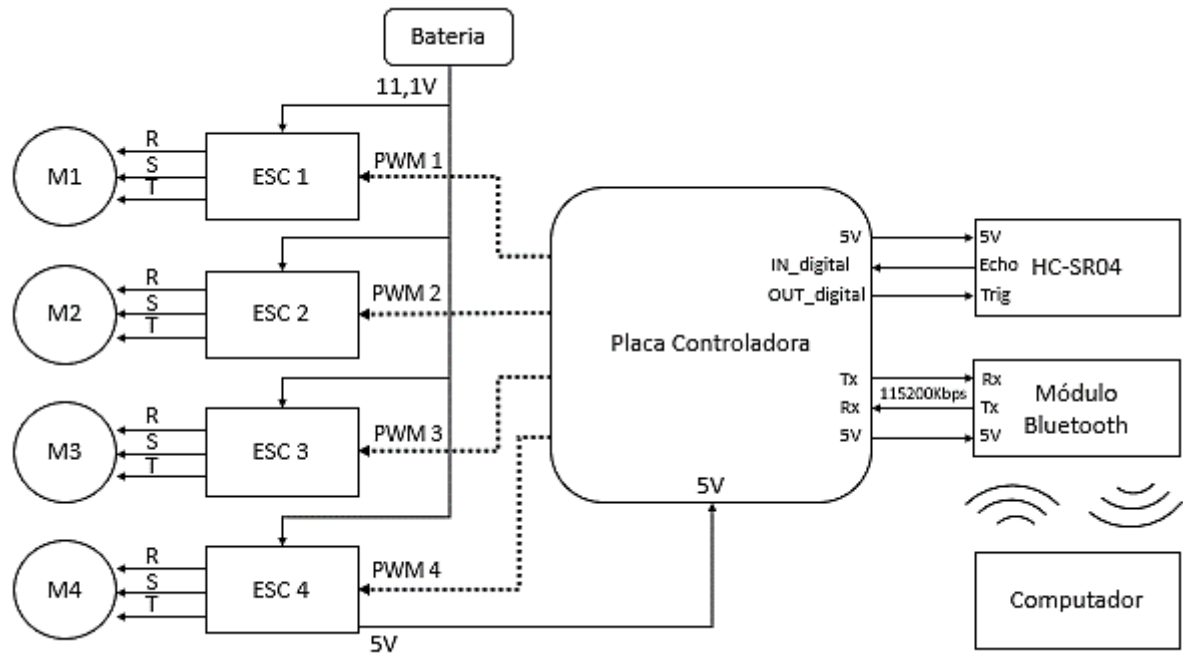 Bateria
11,1V
R
S
T
M1
ESC 1
PWM 1
R
S
T
M2
ESC 2
PWM 2
R
S
T
M3
ESC 3
PWM 3
R
S
T
M4
ESC 4
PWM 4
5V
Placa Controladora
5V
IN_digital
OUT_digital
Tx
Rx
5V
5V
115200Kbps
5V
Echo
Trig
HC-SR04
Rx
Tx
5V
Módulo
Bluetooth
Computador